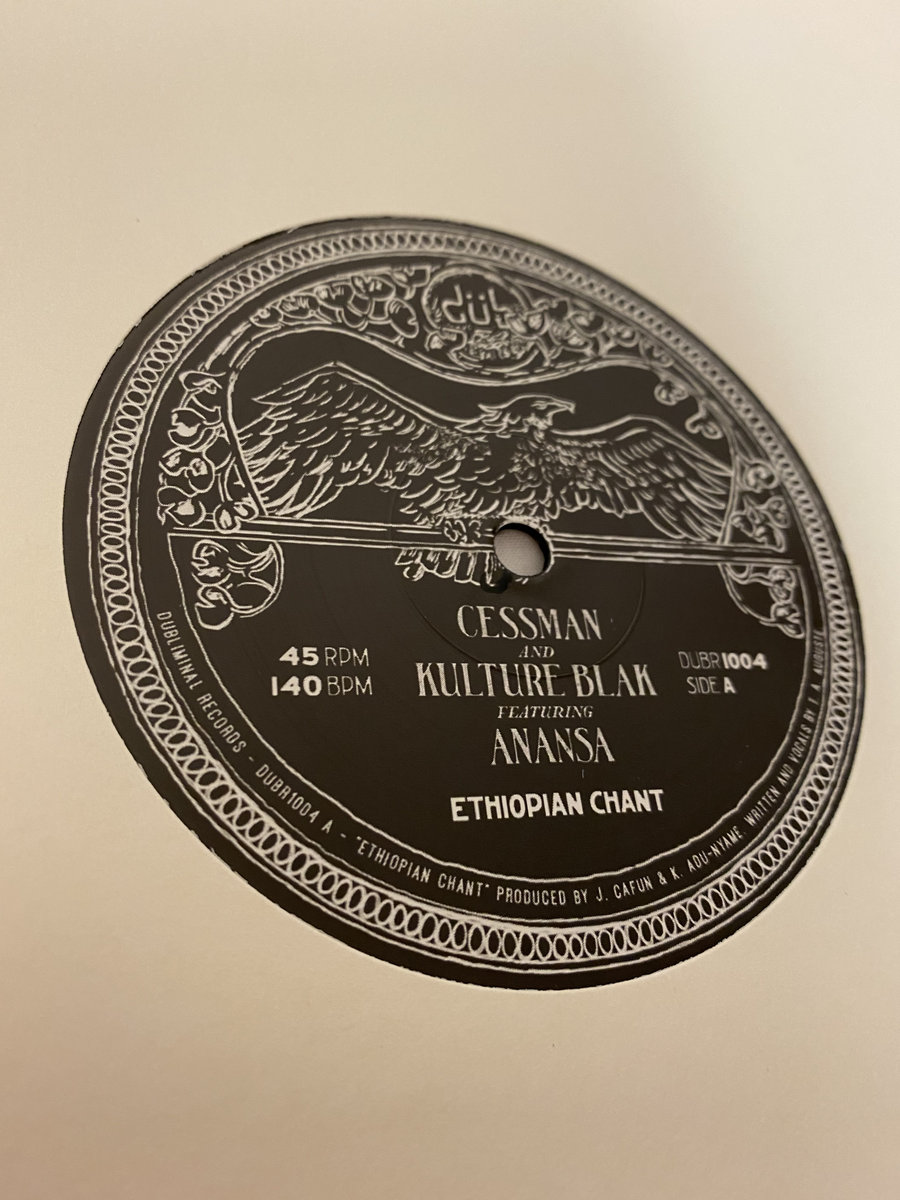 düb
CESSMAN
AND
KULTURE BLAK
FEATURING
ANANSA
ETHIOPIAN CHANT
45 RPM
140 BPM
DUBR1004
SIDE A
DUBLIMINAL RECORDS - DUBR1004 A - "ETHIOPIAN CHANT" PRODUCED BY J. CAFUN & K. ADU-NYAME. WRITTEN AND VOCALS BY